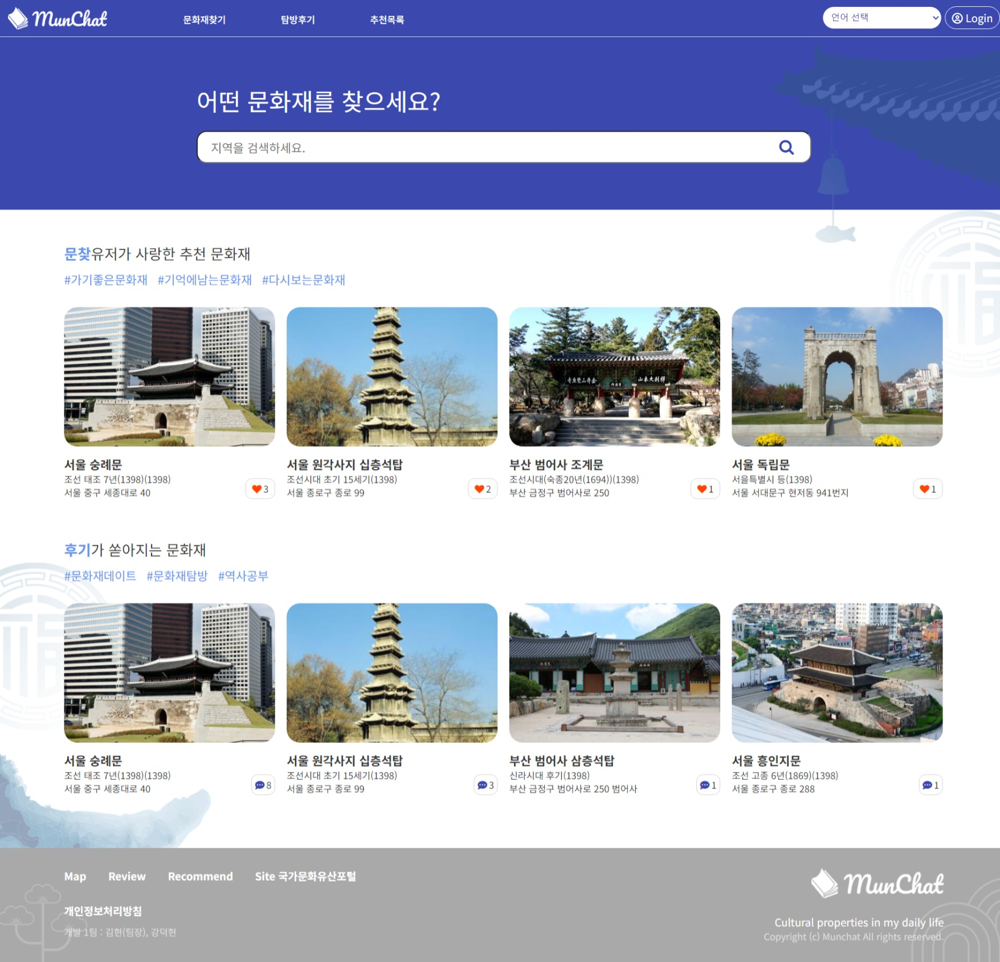 MunChat
문화재찾기 탐방후기 추천목록
언어 선택
Login
어떤 문화재를 찾으세요?
지역을 검색하세요.
문찾유저가 사랑한 추천 문화재
#가기좋은문화재 #기억에남는문화재 #다시보는문화재
서울 숭례문
조선 태조 7년(1398)(1398)
서울 중구 세종대로 40
3
서울 원각사지 십층석탑
조선시대 초기 15세기(1398)
서울 종로구 종로 99
2
부산 범어사 조계문
조선시대(숙종20년(1694))(1398)
부산 금정구 범어사로 250
1
서울 독립문
서울특별시 등(1398)
서울 서대문구 현저동 941번지
1
후기가 쏟아지는 문화재
#문화재데이트 #문화재탐방 #역사공부
서울 숭례문
조선 태조 7년(1398)(1398)
서울 중구 세종대로 40
8
서울 원각사지 십층석탑
조선시대 초기 15세기(1398)
서울 종로구 종로 99
3
부산 범어사 삼층석탑
신라시대 후기(1398)
부산 금정구 범어사로 250 범어사
1
서울 흥인지문
조선 고종 6년(1869)(1398)
서울 종로구 종로 288
1
Map Review Recommend Site 국가문화유산포털
개인정보처리방침
개발 1팀 : 김현(팀장), 강덕현
MunChat
Cultural properties in my daily life
Copyright (c) Munchat All rights reserved.